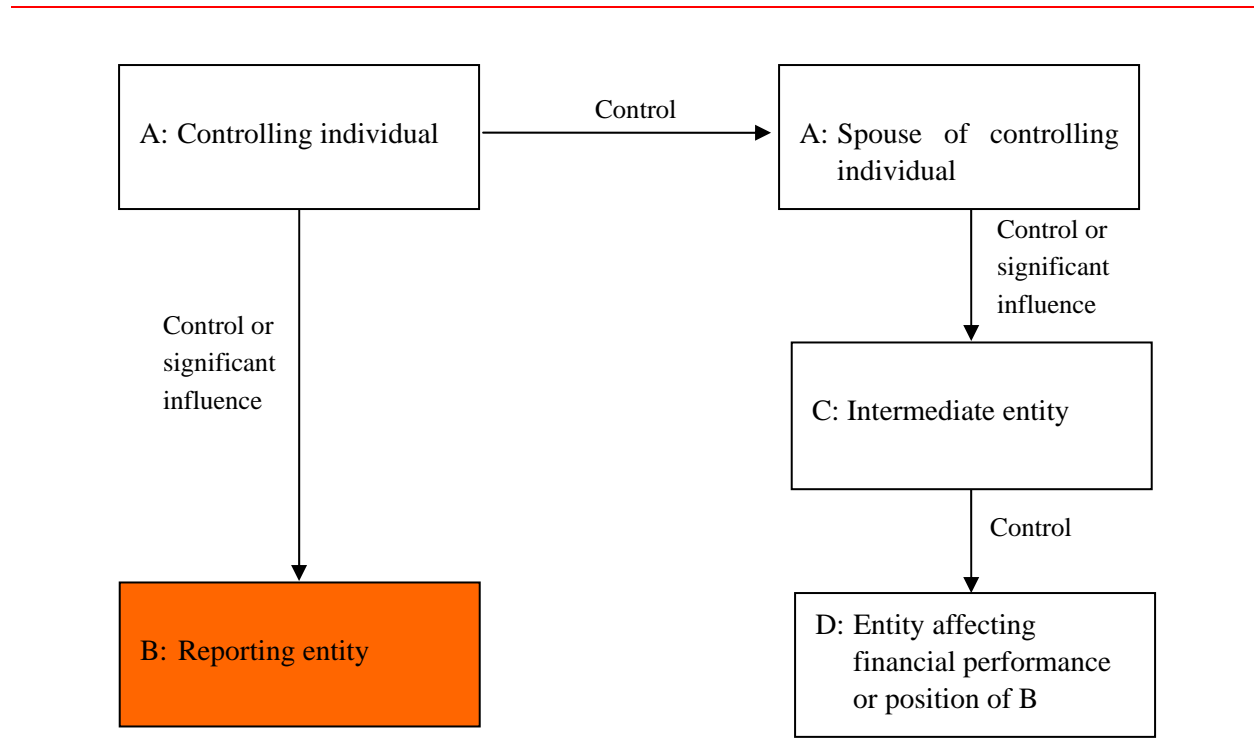 A: Controlling individual
Control
A: Spouse of controlling
individual
Control or
significant
influence
Control or
significant
influence
C: Intermediate entity
Control
B: Reporting entity
D: Entity affecting
financial performance
or position of B